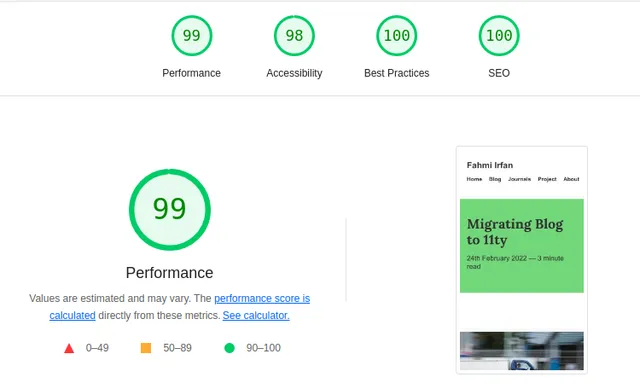 99 98 100 100
Performance Accessibility Best Practices SEO
99
Performance
Values are estimated and may vary. The performance score is
calculated directly from these metrics. See calculator.
0–49 50–89 90–100
Fahmi Irfan
Home Blog Journals Project About
Migrating Blog
to 11ty
24th February 2022 — 3 minute
read